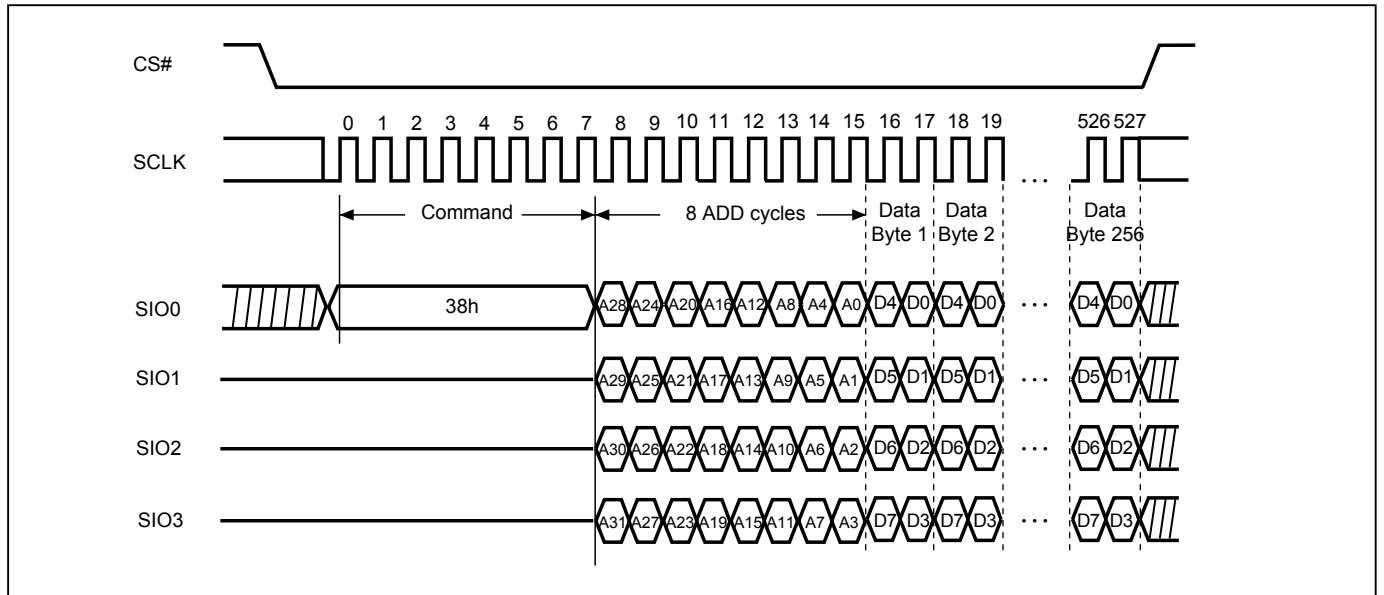 CS#
0 1 2 3 4 5 6 7 8 9 10 11 12 13 14 15 16 17 18 19 526 527
SCLK
. . .
Command 8 ADD cycles Data Byte 1 Data Byte 2 Data Byte 256
SIO0 38h A28 A24 A20 A16 A12 A8 A4 A0 D4 D0 D4 D0 . . . D4 D0
SIO1 A29 A25 A21 A17 A13 A9 A5 A1 D5 D1 D5 D1 . . . D5 D1
SIO2 A30 A26 A22 A18 A14 A10 A6 A2 D6 D2 D6 D2 . . . D6 D2
SIO3 A31 A27 A23 A19 A15 A11 A7 A3 D7 D3 D7 D3 . . . D7 D3